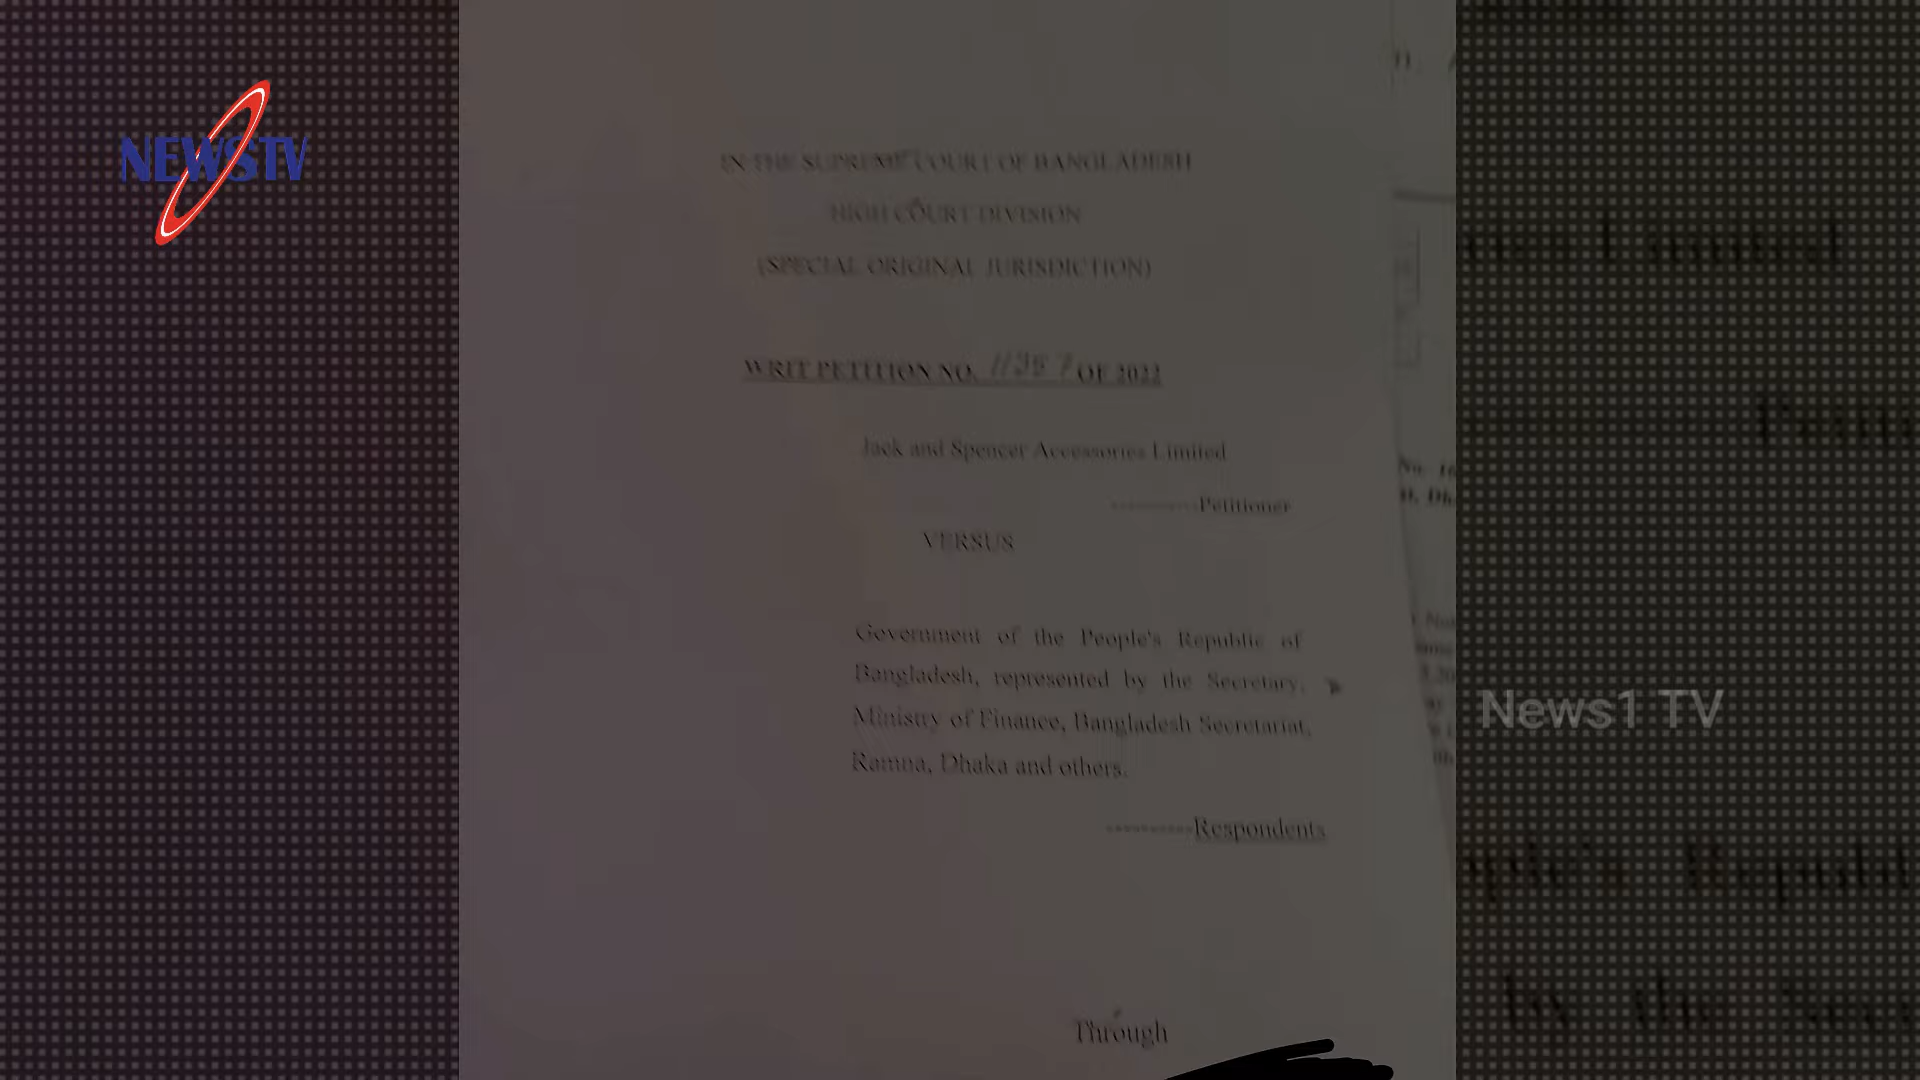 NEWSTV
IN THE SUPREME COURT OF BANGLADESH
HIGH COURT DIVISION
(SPECIAL ORIGINAL JURISDICTION)
WRIT PETITION NO. 11357 OF 2022
Jack and Spencer Accessories Limited
----------Petitioner
VERSUS
Government of the People's Republic of
Bangladesh, represented by the Secretary,
Ministry of Finance, Bangladesh Secretariat,
Ramna, Dhaka and others.
----------Respondents
Through
News1 TV